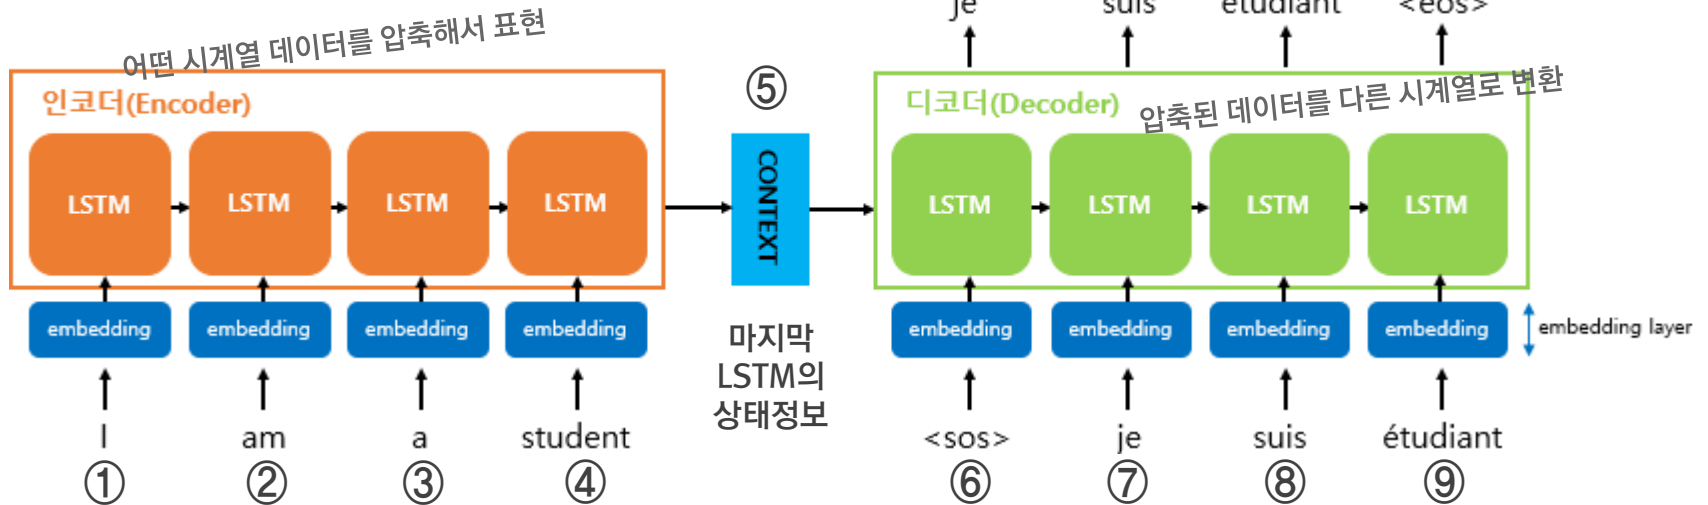 je suis étudiant <eos>
어떤 시계열 데이터를 압축해서 표현
인코더(Encoder)
LSTM LSTM LSTM LSTM
embedding embedding embedding embedding
I am a student
① ② ③ ④
⑤
CONTEXT
마지막
LSTM의
상태정보
디코더(Decoder)
압축된 데이터를 다른 시계열로 변환
LSTM LSTM LSTM LSTM
embedding embedding embedding embedding
embedding layer
<sos> je suis étudiant
⑥ ⑦ ⑧ ⑨